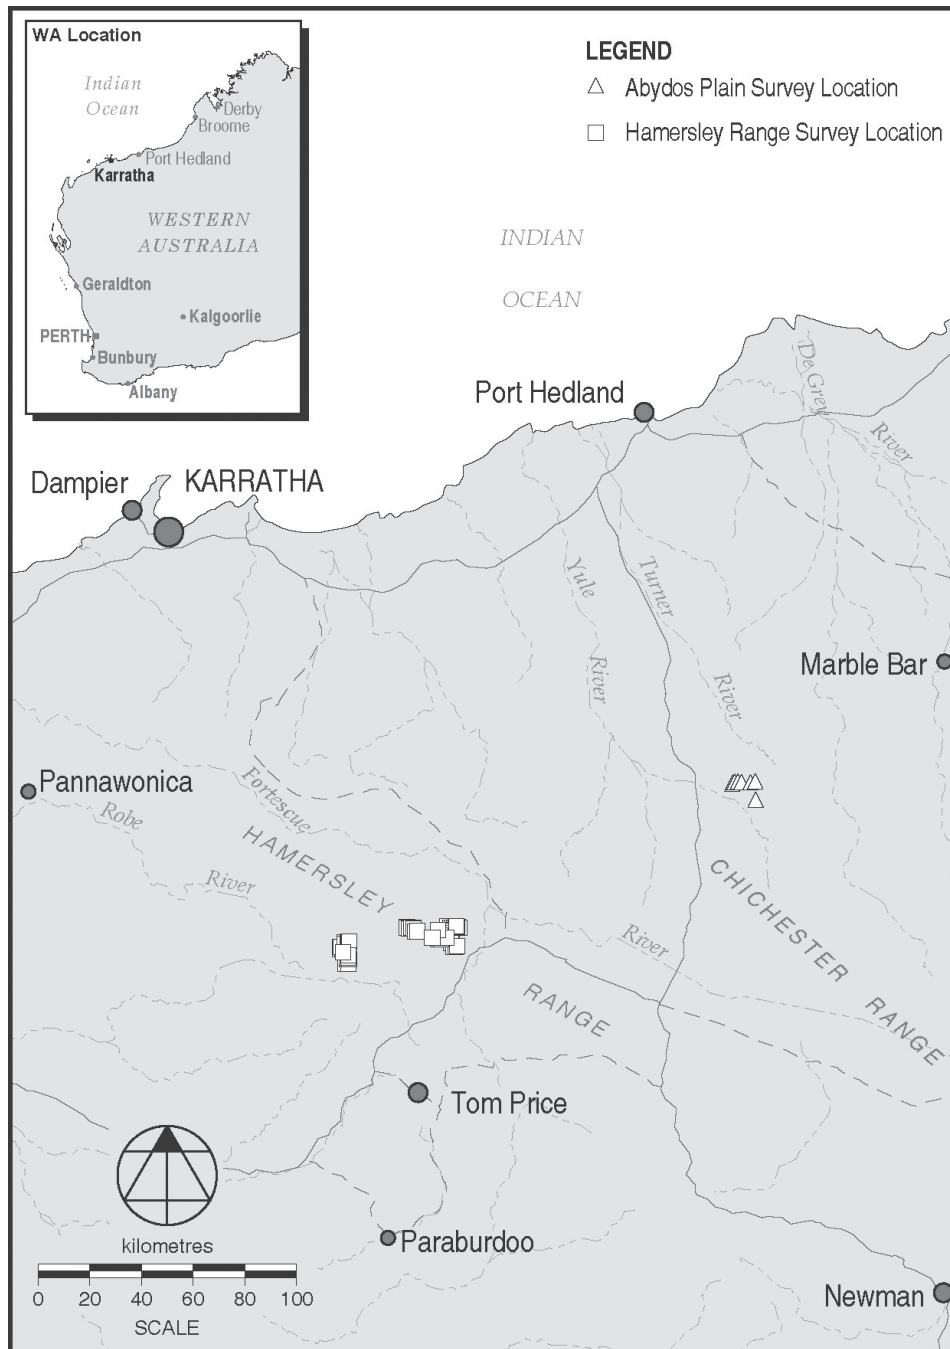 WA Location
Indian
Ocean
Derby
Broome
Port Hedland
Karratha
WESTERN
AUSTRALIA
Geraldton
Kalgoorlie
PERTH
Bunbury
Albany
LEGEND
Abydos Plain Survey Location
Hamersley Range Survey Location
INDIAN
OCEAN
De Grey
River
Port Hedland
Dampier
KARRATHA
Yule
River
Turner
River
Marble Bar
Pannawonica
Robe
River
Fortescue
River
HAMERSLEY
RANGE
CHICHESTER RANGE
Tom Price
Paraburdoo
Newman
kilometres
0 20 40 60 80 100
SCALE